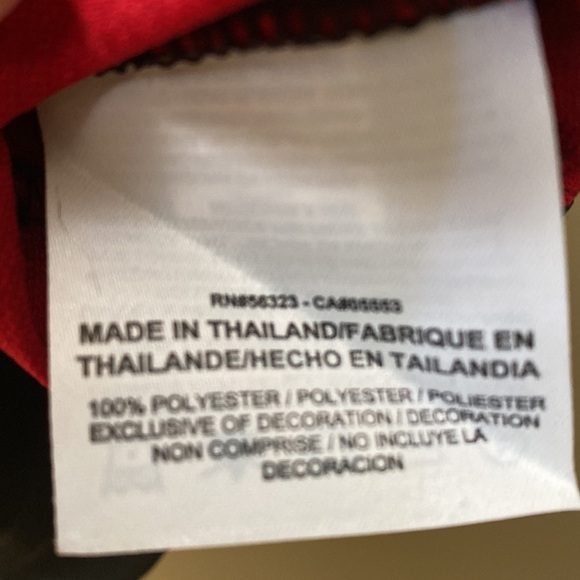 RN#56323 - CA#05553
MADE IN THAILAND/FABRIQUE EN
THAILANDE/HECHO EN TAILANDIA
100% POLYESTER / POLYESTER / POLIESTER
EXCLUSIVE OF DECORATION / DECORATION
NON COMPRISE / NO INCLUYE LA
DECORACION